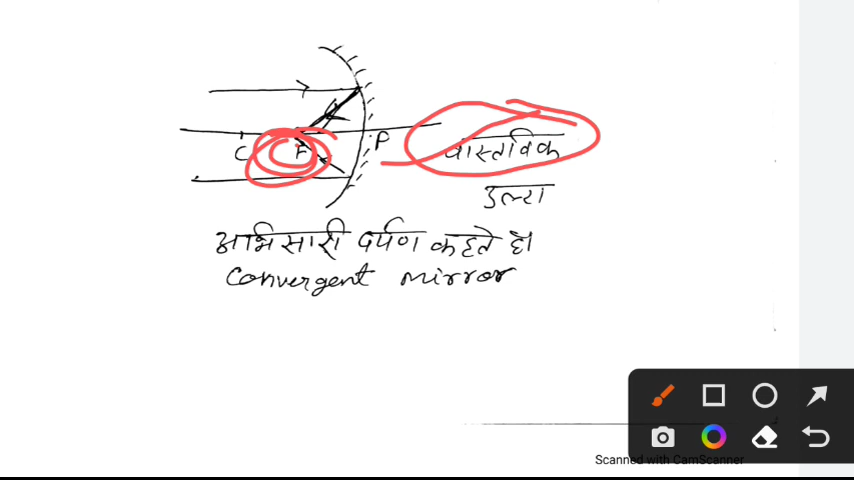 C F P वास्तविक
उल्टा
अभिसारी दर्पण कहते है।
Convergent mirror
Scanned with CamScanner